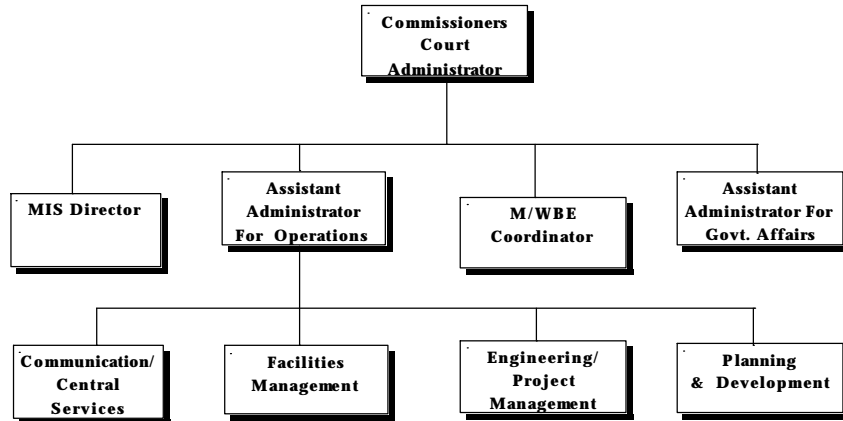 Commissioners
Court
Administrator
MIS Director
Assistant
Administrator
For Operations
M/WBE
Coordinator
Assistant
Administrator For
Govt. Affairs
Communication/
Central
Services
Facilities
Management
Engineering/
Project
Management
Planning
& Development